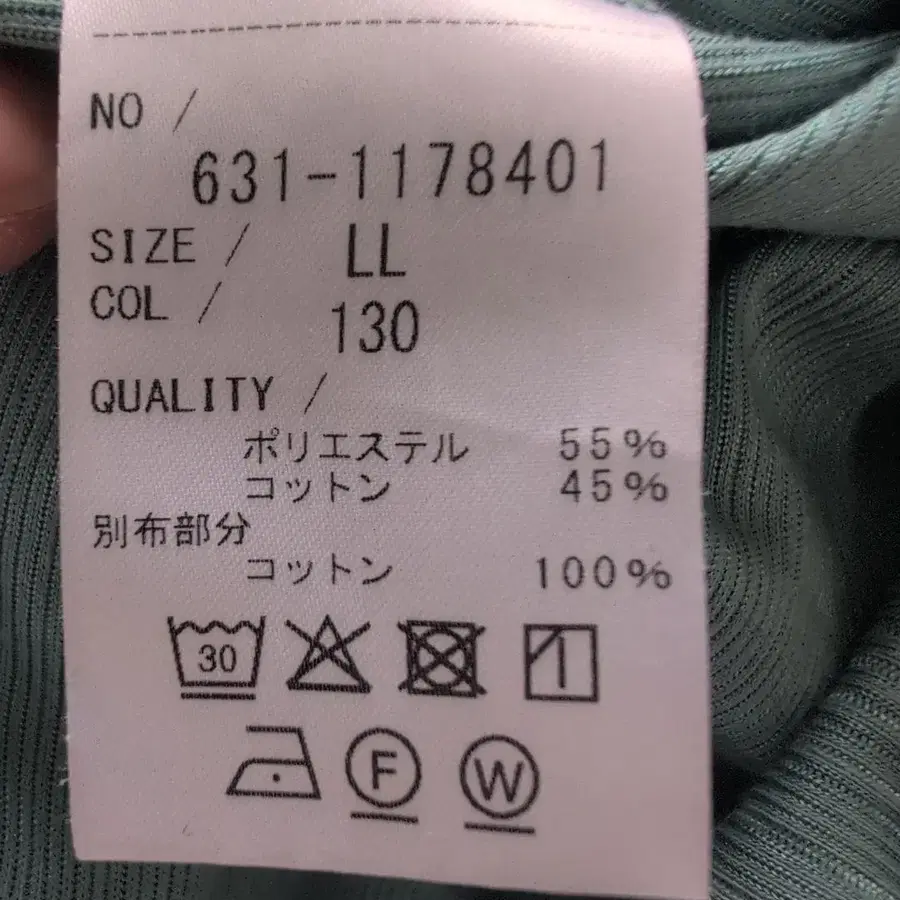 NO /
631-1178401
SIZE / LL
COL / 130
QUALITY /
ポリエステル 55%
コットン 45%
別布部分
コットン 100%
30
F W